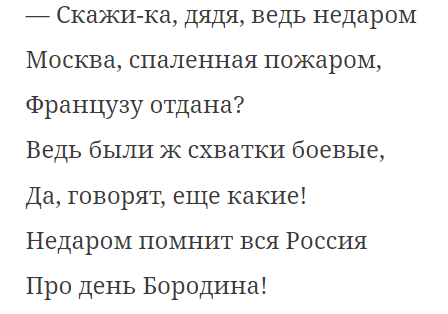 — Скажи-ка, дядя, ведь недаром
Москва, спаленная пожаром,
Французу отдана?
Ведь были ж схватки боевые,
Да, говорят, еще какие!
Недаром помнит вся Россия
Про день Бородина!